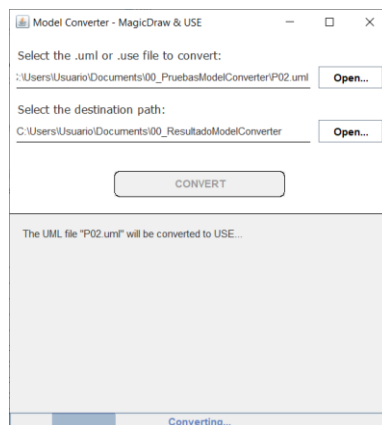 Model Converter - MagicDraw & USE
Select the .uml or .use file to convert:
:\Users\Usuario\Documents\00_PruebasModelConverter\P02.uml
Open...
Select the destination path:
C:\Users\Usuario\Documents\00_ResultadoModelConverter
Open...
CONVERT
The UML file "P02.uml" will be converted to USE...
Converting...